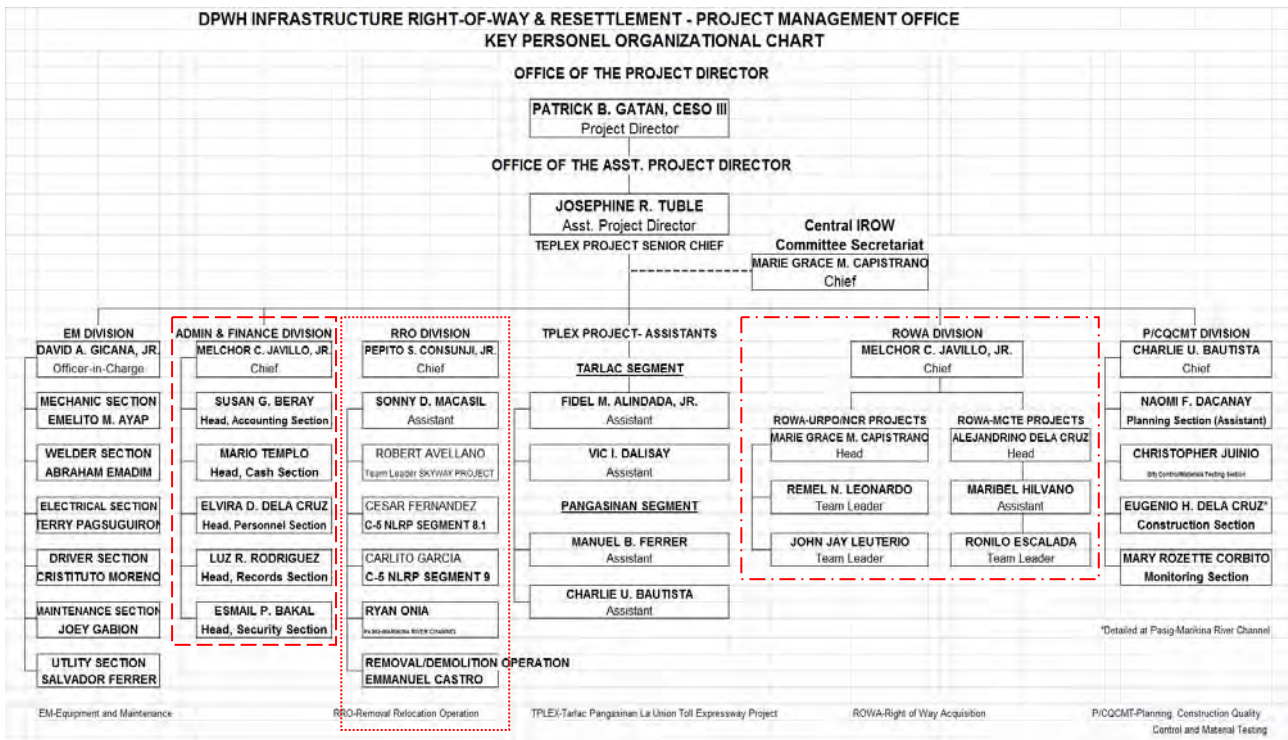 DPWH INFRASTRUCTURE RIGHT-OF-WAY & RESETTLEMENT - PROJECT MANAGEMENT OFFICE
KEY PERSONEL ORGANIZATIONAL CHART
OFFICE OF THE PROJECT DIRECTOR
PATRICK B. GATAN, CESO III
Project Director
OFFICE OF THE ASST. PROJECT DIRECTOR
JOSEPHINE R. TUBLE
Asst. Project Director
TEPLEX PROJECT SENIOR CHIEF
Central IROW
Committee Secretariat
MARIE GRACE M. CAPISTRANO
Chief
EM DIVISION
DAVID A. GICANA, JR.
Officer-in-Charge
MECHANIC SECTION
EMELITO M. AYAP
WELDER SECTION
ABRAHAM EMADIM
ELECTRICAL SECTION
TERRY PAGSUGUIRON
DRIVER SECTION
CRISTITUTO MORENO
MAINTENANCE SECTION
JOEY GABION
UTLITY SECTION
SALVADOR FERRER
ADMIN & FINANCE DIVISION
MELCHOR C. JAVILLO, JR.
Chief
SUSAN G. BERAY
Head, Accounting Section
MARIO TEMPLO
Head, Cash Section
ELVIRA D. DELA CRUZ
Head, Personnel Section
LUZ R. RODRIGUEZ
Head, Records Section
ESMAIL P. BAKAL
Head, Security Section
RRO DIVISION
PEPITO S. CONSUNJI, JR.
Chief
SONNY D. MACASIL
Assistant
ROBERT AVELLANO
Team Leader SKYWAY PROJECT
CESAR FERNANDEZ
C-5 NLRP SEGMENT 8.1
CARLITO GARCIA
C-5 NLRP SEGMENT 9
RYAN ONIA
PASIG-MARIKINA RIVER CHANNEL
REMOVAL/DEMOLITION OPERATION
EMMANUEL CASTRO
TPLEX PROJECT- ASSISTANTS
TARLAC SEGMENT
FIDEL M. ALINDADA, JR.
Assistant
VIC I. DALISAY
Assistant
PANGASINAN SEGMENT
MANUEL B. FERRER
Assistant
CHARLIE U. BAUTISTA
Assistant
ROWA DIVISION
MELCHOR C. JAVILLO, JR.
Chief
ROWA-URPO/NCR PROJECTS
MARIE GRACE M. CAPISTRANO
Head
REMEL N. LEONARDO
Team Leader
JOHN JAY LEUTERIO
Team Leader
ROWA-MCTE PROJECTS
ALEJANDRINO DELA CRUZ
Head
MARIBEL HILVANO
Assistant
RONILO ESCALADA
Team Leader
P/CQCMT DIVISION
CHARLIE U. BAUTISTA
Chief
NAOMI F. DACANAY
Planning Section (Assistant)
CHRISTOPHER JUINIO
Qlty Control/Materials Testing Section
EUGENIO H. DELA CRUZ*
Construction Section
MARY ROZETTE CORBITO
Monitoring Section
*Detailed at Pasig-Marikina River Channel
EM-Equipment and Maintenance
RRO-Removal Relocation Operation
TPLEX-Tarlac Pangasinan La Union Toll Expressway Project
ROWA-Right of Way Acquisition
P/CQCMT-Planning, Construction Quality
Control and Material Testing